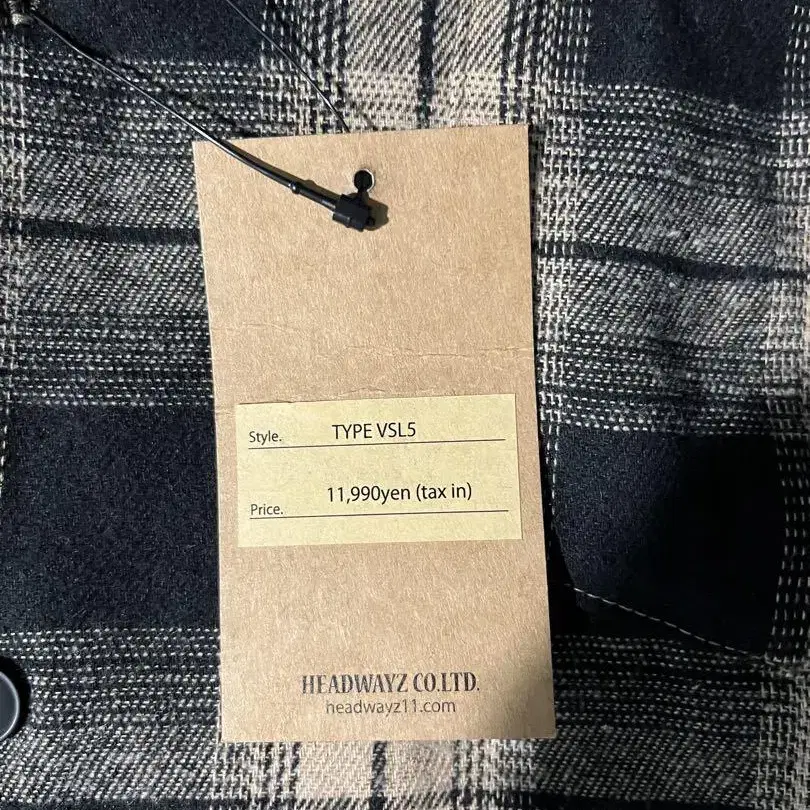 Style. TYPE VSL5
Price. 11,990yen (tax in)
HEADWAYZ CO.LTD.
headwayz11.com